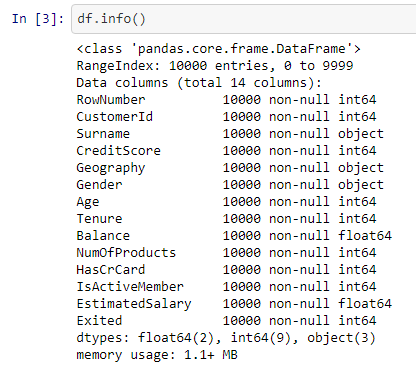 In [3]: df.info()
<class 'pandas.core.frame.DataFrame'>
RangeIndex: 10000 entries, 0 to 9999
Data columns (total 14 columns):
RowNumber          10000 non-null int64
CustomerId         10000 non-null int64
Surname            10000 non-null object
CreditScore        10000 non-null int64
Geography          10000 non-null object
Gender             10000 non-null object
Age                10000 non-null int64
Tenure             10000 non-null int64
Balance            10000 non-null float64
NumOfProducts      10000 non-null int64
HasCrCard          10000 non-null int64
IsActiveMember     10000 non-null int64
EstimatedSalary    10000 non-null float64
Exited             10000 non-null int64
dtypes: float64(2), int64(9), object(3)
memory usage: 1.1+ MB